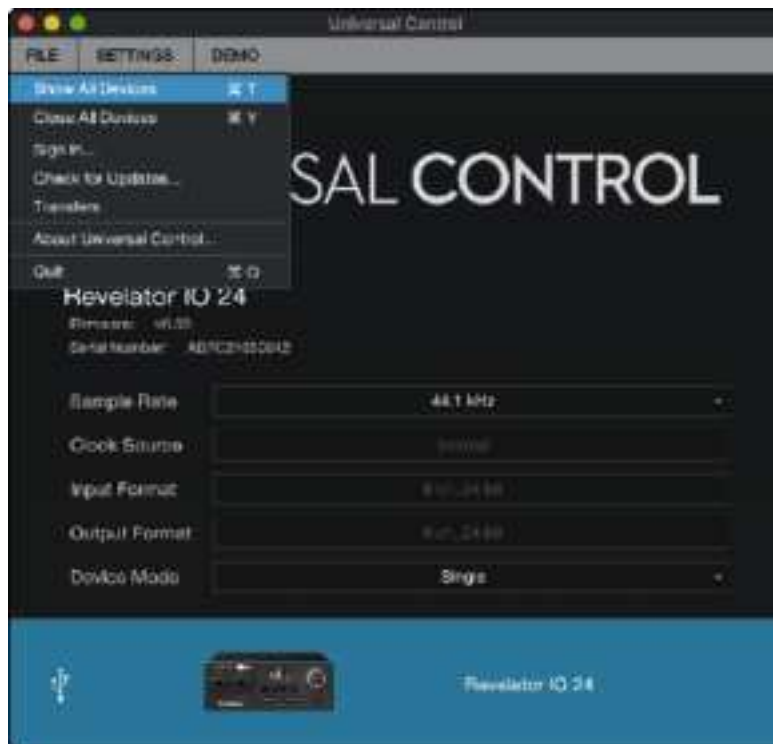 Universal Control
FILE SETTINGS DEMO
Show All Devices ⌘ T
Close All Devices ⌘ Y
Sign In...
Check for Updates...
Transfers
About Universal Control...
Quit ⌘ Q
SAL CONTROL
Revelator IO 24
Firmware:
Serial Number:
Sample Rate 44.1 kHz
Clock Source Internal
Input Format
Output Format
Device Mode Single
Revelator IO 24